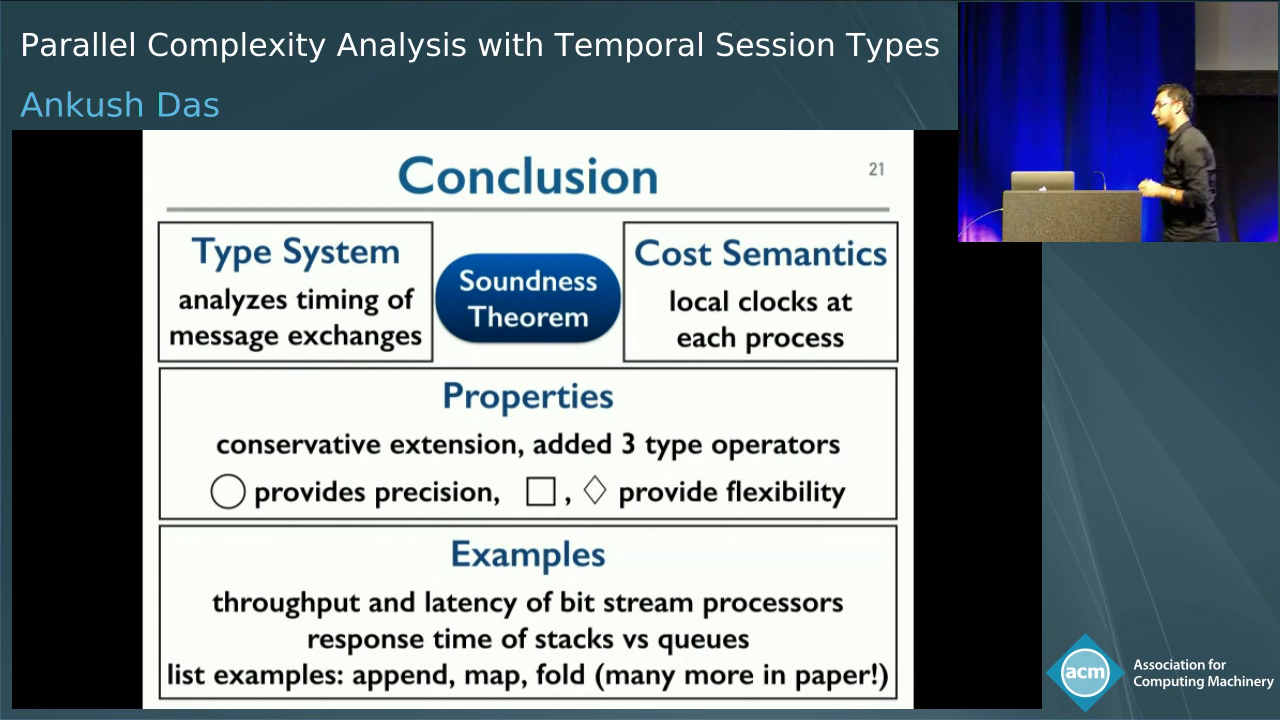 Parallel Complexity Analysis with Temporal Session Types
Ankush Das
Conclusion
21
Type System
analyzes timing of
message exchanges
Soundness
Theorem
Cost Semantics
local clocks at
each process
Properties
conservative extension, added 3 type operators
◯ provides precision, □ , ◇ provide flexibility
Examples
throughput and latency of bit stream processors
response time of stacks vs queues
list examples: append, map, fold (many more in paper!)
acm
Association for
Computing Machinery